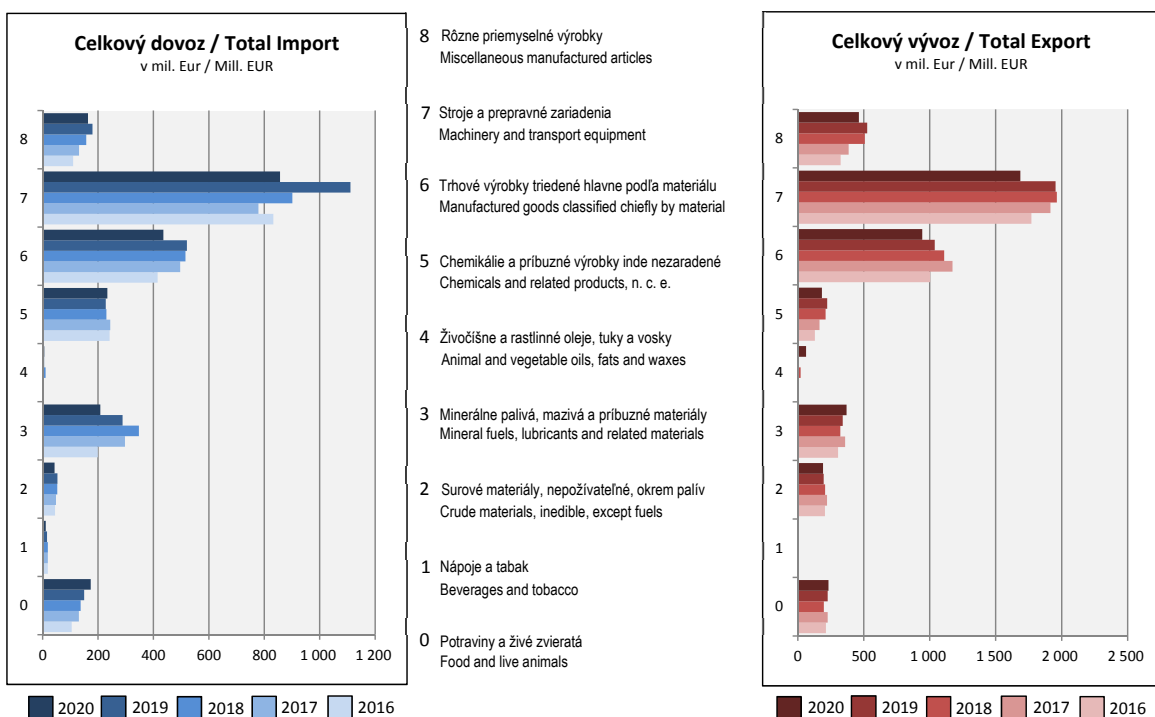 Celkový dovoz / Total Import
v mil. Eur / Mill. EUR
8
7
6
5
4
3
2
1
0
0
200
400
600
800
1 000
1 200
2020
2019
2018
2017
2016
8 Rôzne priemyselné výrobky
Miscellaneous manufactured articles
7 Stroje a prepravné zariadenia
Machinery and transport equipment
6 Trhové výrobky triedené hlavne podľa materiálu
Manufactured goods classified chiefly by material
5 Chemikálie a príbuzné výrobky inde nezaradené
Chemicals and related products, n. c. e.
4 Živočíšne a rastlinné oleje, tuky a vosky
Animal and vegetable oils, fats and waxes
3 Minerálne palivá, mazivá a príbuzné materiály
Mineral fuels, lubricants and related materials
2 Surové materiály, nepožívateľné, okrem palív
Crude materials, inedible, except fuels
1 Nápoje a tabak
Beverages and tobacco
0 Potraviny a živé zvieratá
Food and live animals
Celkový vývoz / Total Export
v mil. Eur / Mill. EUR
8
7
6
5
4
3
2
1
0
0
500
1 000
1 500
2 000
2 500
2020
2019
2018
2017
2016